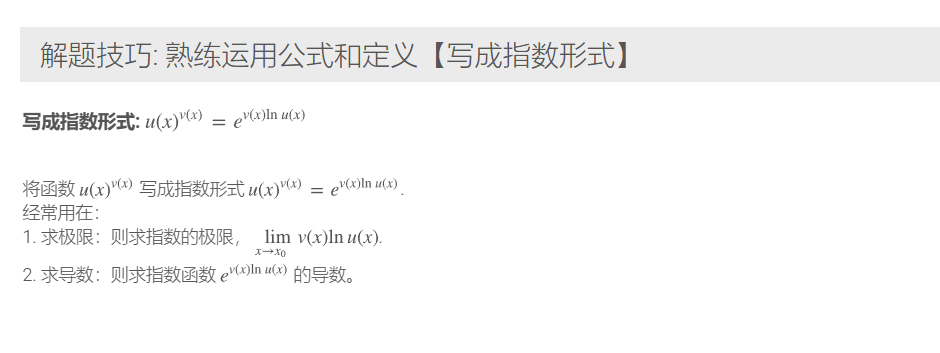 解题技巧: 熟练运用公式和定义【写成指数形式】
写成指数形式: u(x)^{v(x)} = e^{v(x)ln u(x)}
将函数 u(x)^{v(x)} 写成指数形式 u(x)^{v(x)} = e^{v(x)ln u(x)}.
经常用在：
1. 求极限：则求指数的极限， lim_{x→x_0} v(x)ln u(x).
2. 求导数：则求指数函数 e^{v(x)ln u(x)} 的导数。